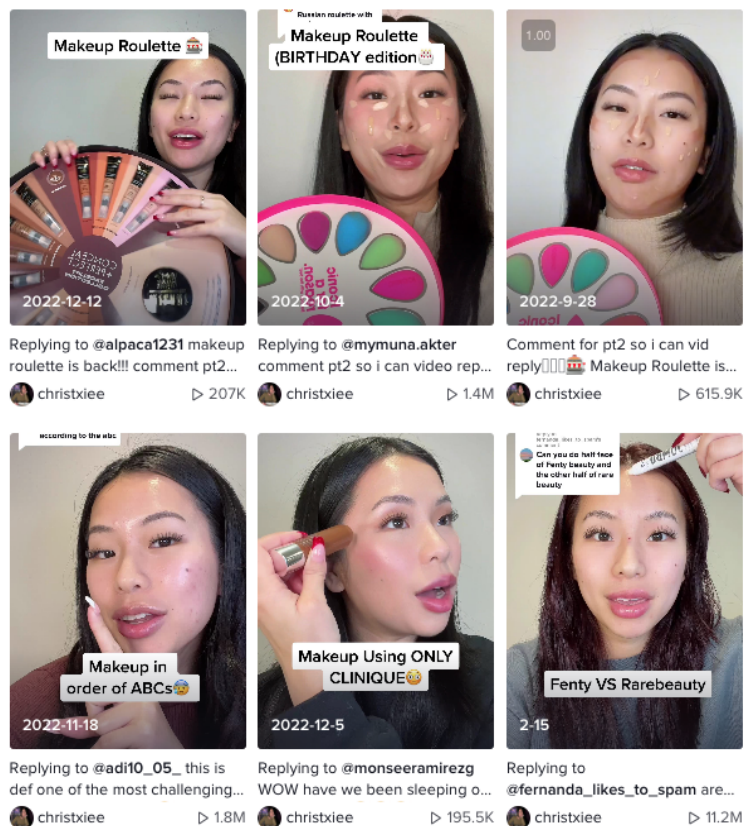 Makeup Roulette 🎰
2022-12-12
Replying to @alpaca1231 makeup
roulette is back!!! comment pt2...
christxiee
207K
Russian roulette with
Makeup Roulette
(BIRTHDAY edition🎂
2022-10-4
Replying to @mymuna.akter
comment pt2 so i can video rep...
christxiee
1.4M
1.00
Iconic
2022-9-28
Comment for pt2 so i can vid
reply▯▯▯🎰 Makeup Roulette is...
christxiee
615.9K
according to the abc
Makeup in
order of ABCs😰
2022-11-18
Replying to @adi10_05_ this is
def one of the most challenging...
christxiee
1.8M
Makeup Using ONLY
CLINIQUE😳
2022-12-5
Replying to @monseeramirezg
WOW have we been sleeping o...
christxiee
195.5K
Can you do half face
of Fenty beauty and
the other half of rare
beauty
Fenty VS Rarebeauty
2-15
Replying to
@fernanda_likes_to_spam are...
christxiee
11.2M